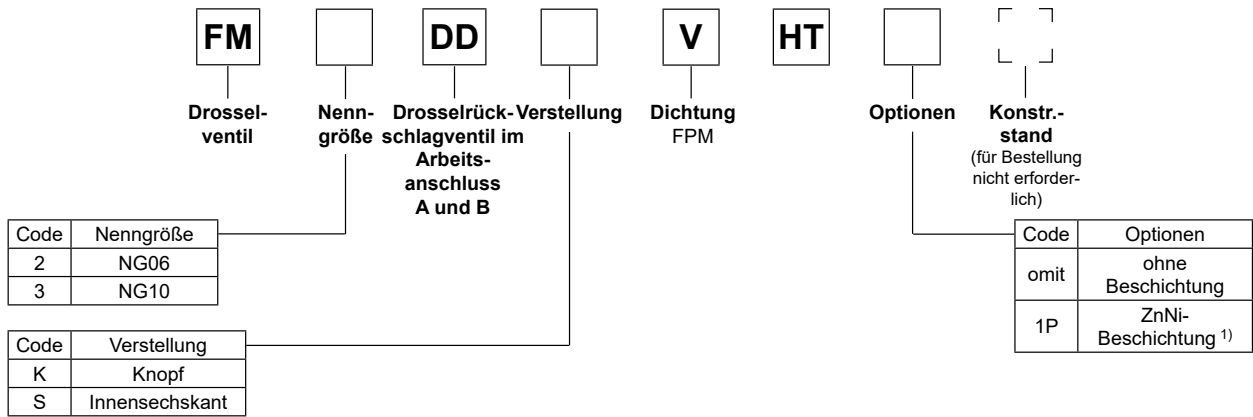 FM DD V HT
Drossel-
ventil
Nenn-
größe
Drosselrück-
schlagventil im
Arbeits-
anschluss
A und B
Verstellung
Dichtung
FPM
Optionen
Konstr.-
stand
(für Bestellung
nicht erforder-
lich)
Code Nenngröße
2 NG06
3 NG10
Code Verstellung
K Knopf
S Innensechskant
Code Optionen
omit ohne
Beschichtung
1P ZnNi-
Beschichtung 1)